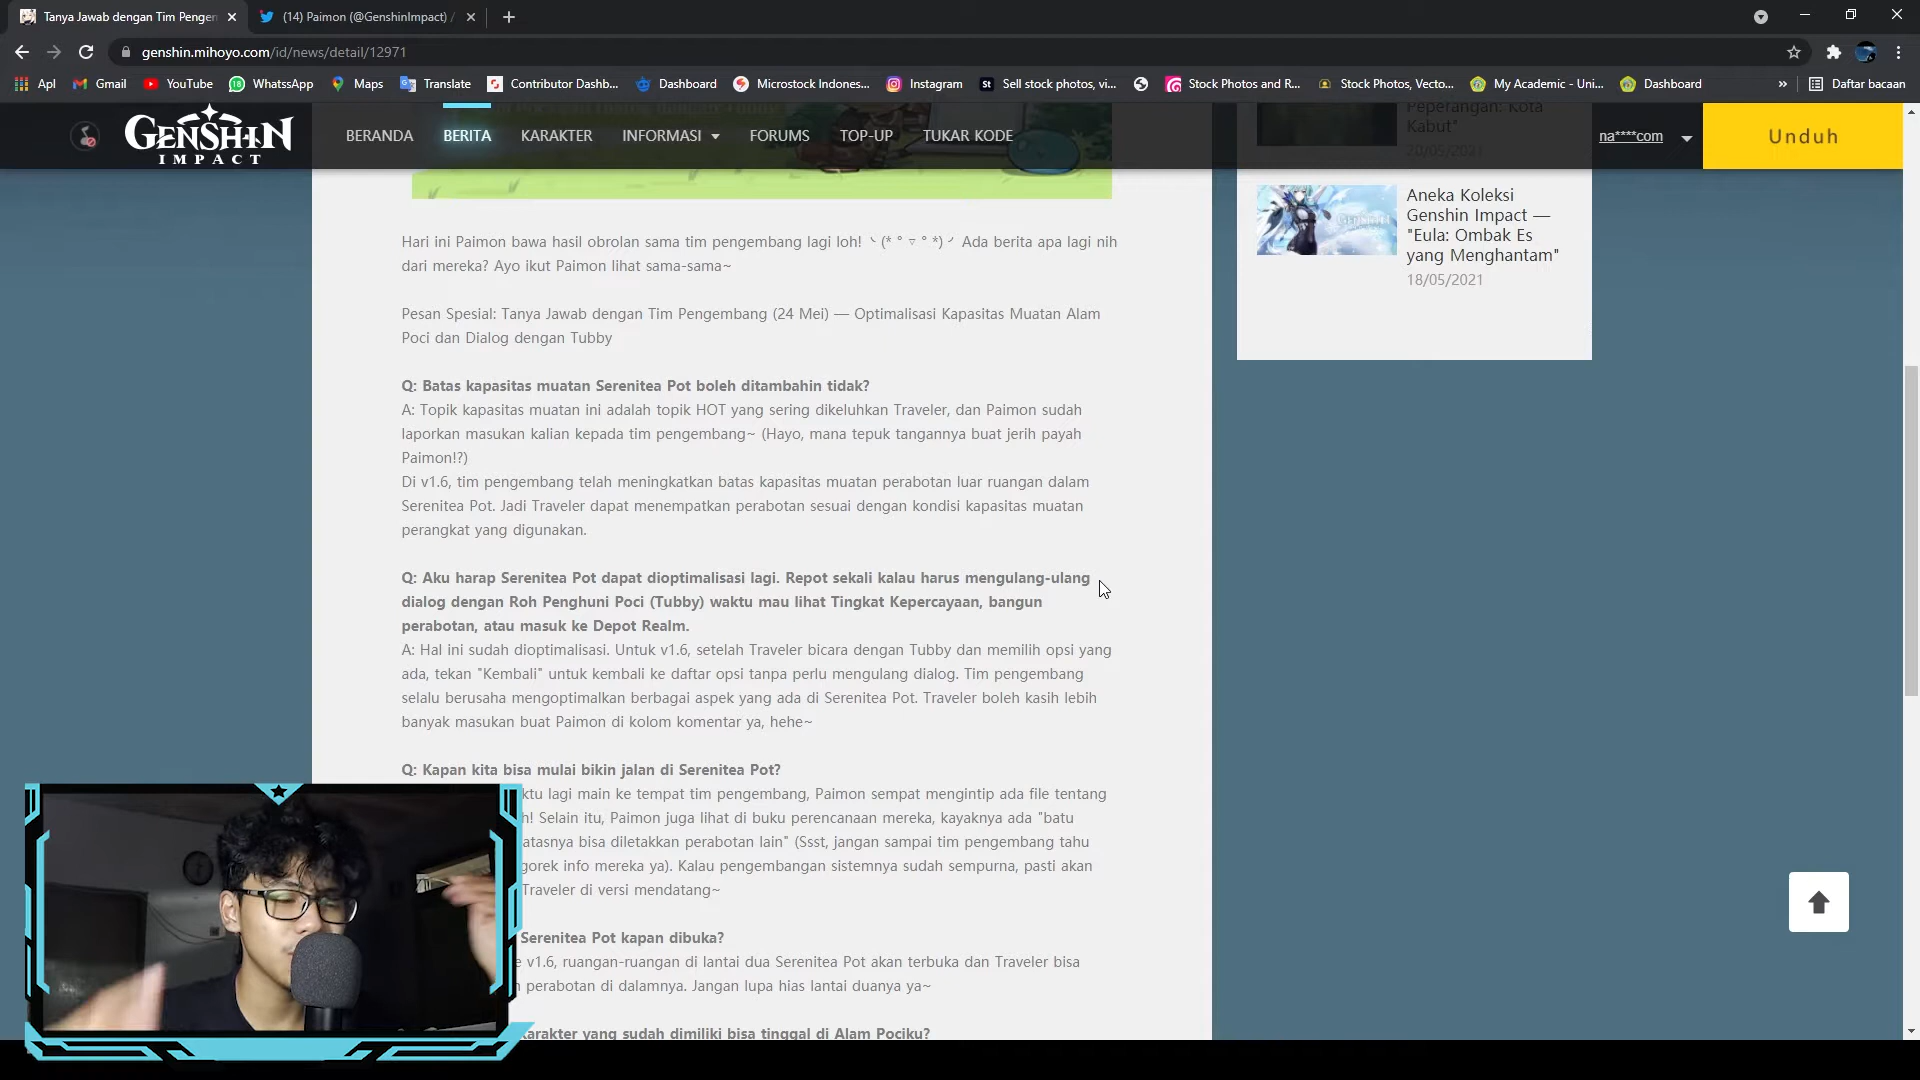 Tanya Jawab dengan Tim Pengen
(14) Paimon (@GenshinImpact) /
genshin.mihoyo.com/id/news/detail/12971
Apl
Gmail
YouTube
WhatssApp
Maps
Translate
Contributor Dashb...
Dashboard
Microstock Indones...
Instagram
Sell stock photos, vi...
Stock Photos and R...
Stock Photos, Vecto...
My Academic - Uni...
Dashboard
»
Daftar bacaan
GENSHIN
IMPACT
BERANDA
BERITA
KARAKTER
INFORMASI
FORUMS
TOP-UP
TUKAR KODE
na****com
Unduh
Peperangan: Kota
Kabut"
20/05/2021
Aneka Koleksi
Genshin Impact —
"Eula: Ombak Es
yang Menghantam"
18/05/2021
Hari ini Paimon bawa hasil obrolan sama tim pengembang lagi loh! ヽ(* ° ▽ ° *)ノ Ada berita apa lagi nih
dari mereka? Ayo ikut Paimon lihat sama-sama~
Pesan Spesial: Tanya Jawab dengan Tim Pengembang (24 Mei) — Optimalisasi Kapasitas Muatan Alam
Poci dan Dialog dengan Tubby
Q: Batas kapasitas muatan Serenitea Pot boleh ditambahin tidak?
A: Topik kapasitas muatan ini adalah topik HOT yang sering dikeluhkan Traveler, dan Paimon sudah
laporkan masukan kalian kepada tim pengembang~ (Hayo, mana tepuk tangannya buat jerih payah
Paimon!?)
Di v1.6, tim pengembang telah meningkatkan batas kapasitas muatan perabotan luar ruangan dalam
Serenitea Pot. Jadi Traveler dapat menempatkan perabotan sesuai dengan kondisi kapasitas muatan
perangkat yang digunakan.
Q: Aku harap Serenitea Pot dapat dioptimalisasi lagi. Repot sekali kalau harus mengulang-ulang
dialog dengan Roh Penghuni Poci (Tubby) waktu mau lihat Tingkat Kepercayaan, bangun
perabotan, atau masuk ke Depot Realm.
A: Hal ini sudah dioptimalisasi. Untuk v1.6, setelah Traveler bicara dengan Tubby dan memilih opsi yang
ada, tekan "Kembali" untuk kembali ke daftar opsi tanpa perlu mengulang dialog. Tim pengembang
selalu berusaha mengoptimalkan berbagai aspek yang ada di Serenitea Pot. Traveler boleh kasih lebih
banyak masukan buat Paimon di kolom komentar ya, hehe~
Q: Kapan kita bisa mulai bikin jalan di Serenitea Pot?
ktu lagi main ke tempat tim pengembang, Paimon sempat mengintip ada file tentang
h! Selain itu, Paimon juga lihat di buku perencanaan mereka, kayaknya ada "batu
atasnya bisa diletakkan perabotan lain" (Ssst, jangan sampai tim pengembang tahu
gorek info mereka ya). Kalau pengembangan sistemnya sudah sempurna, pasti akan
Traveler di versi mendatang~
Serenitea Pot kapan dibuka?
e v1.6, ruangan-ruangan di lantai dua Serenitea Pot akan terbuka dan Traveler bisa
n perabotan di dalamnya. Jangan lupa hias lantai duanya ya~
karakter yang sudah dimiliki bisa tinggal di Alam Pociku?